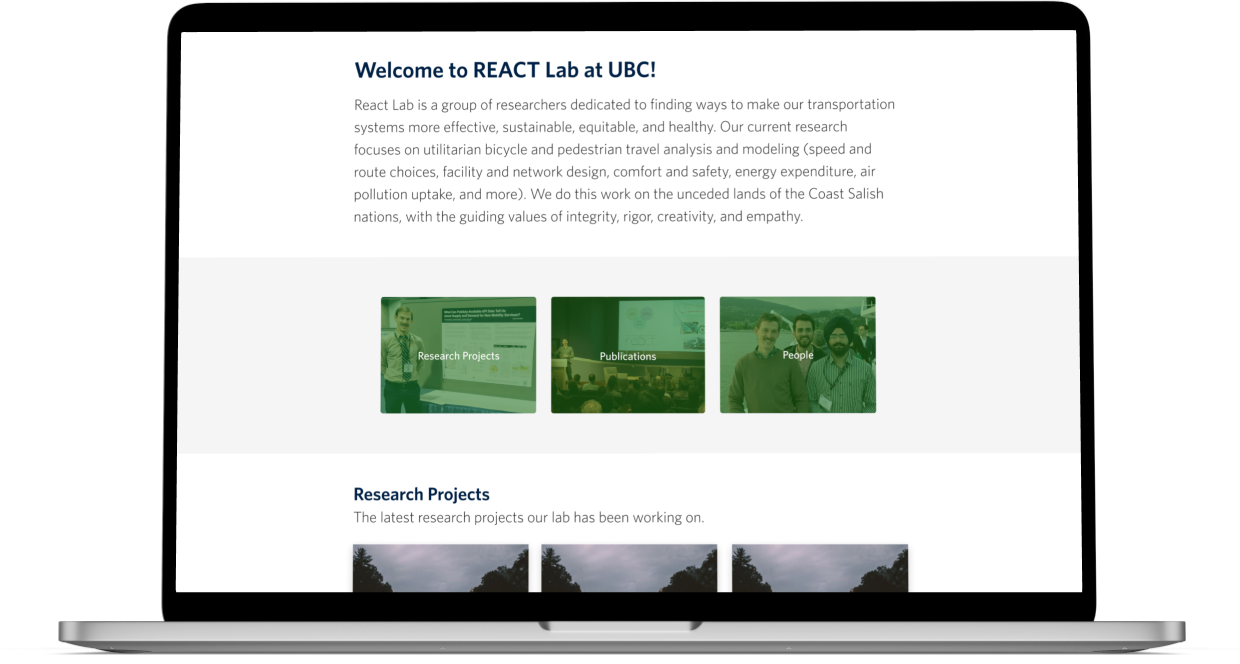 Welcome to REACT Lab at UBC!
React Lab is a group of researchers dedicated to finding ways to make our transportation
systems more effective, sustainable, equitable, and healthy. Our current research
focuses on utilitarian bicycle and pedestrian travel analysis and modeling (speed and
route choices, facility and network design, comfort and safety, energy expenditure, air
pollution uptake, and more). We do this work on the unceded lands of the Coast Salish
nations, with the guiding values of integrity, rigor, creativity, and empathy.
Research Projects
Publications
People
Research Projects
The latest research projects our lab has been working on.